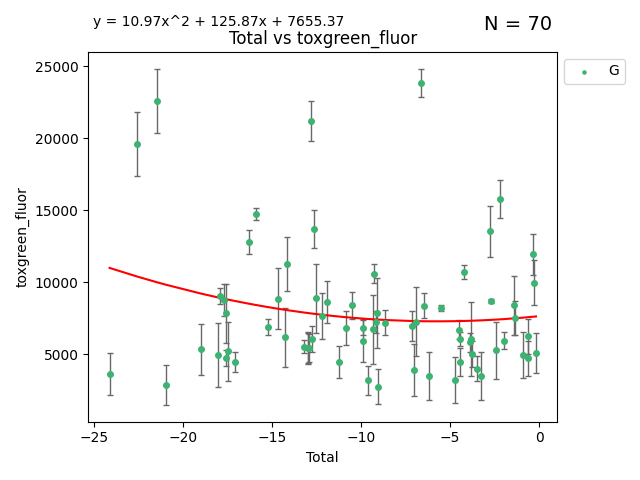 y = 10.97x^2 + 125.87x + 7655.37
N = 70
Total vs toxgreen_fluor
G
toxgreen_fluor
25000
20000
15000
10000
5000
−25 −20 −15 −10 −5 0
Total